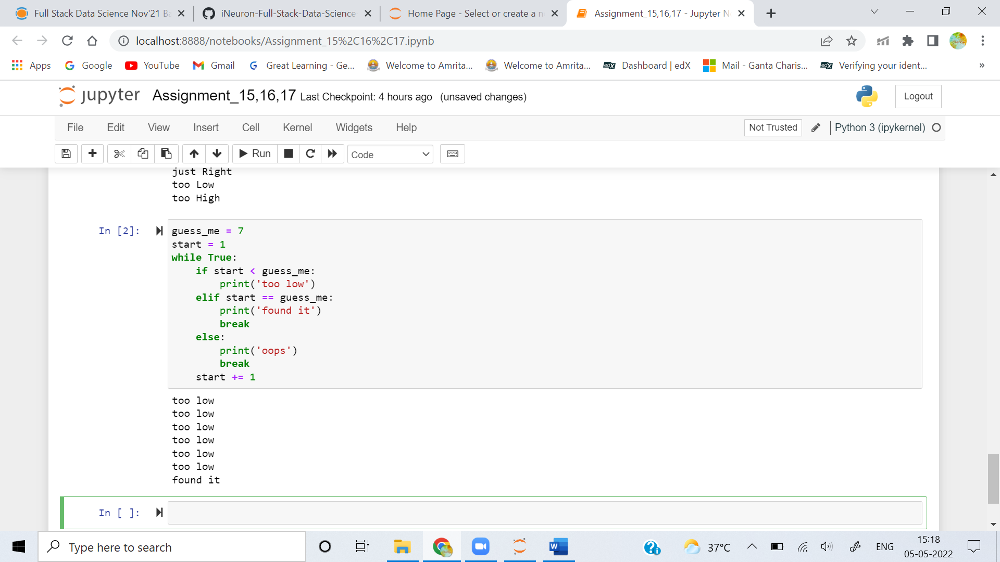 Full Stack Data Science Nov'21 Ba
iNeuron-Full-Stack-Data-Science
Home Page - Select or create a n
Assignment_15,16,17 - Jupyter N
localhost:8888/notebooks/Assignment_15%2C16%2C17.ipynb
Apps
Google
YouTube
Gmail
Great Learning - Ge...
Welcome to Amrita...
Welcome to Amrita...
edX Dashboard | edX
Mail - Ganta Charis...
edX Verifying your ident...
»
jupyter Assignment_15,16,17 Last Checkpoint: 4 hours ago (unsaved changes)
Logout
File Edit View Insert Cell Kernel Widgets Help
Not Trusted
Python 3 (ipykernel)
Run
Code
just Right
too Low
too High
In [2]:
guess_me = 7
start = 1
while True:
    if start < guess_me:
        print('too low')
    elif start == guess_me:
        print('found it')
        break
    else:
        print('oops')
        break
    start += 1
too low
too low
too low
too low
too low
too low
found it
In [ ]:
Type here to search
37°C
ENG
15:18
05-05-2022